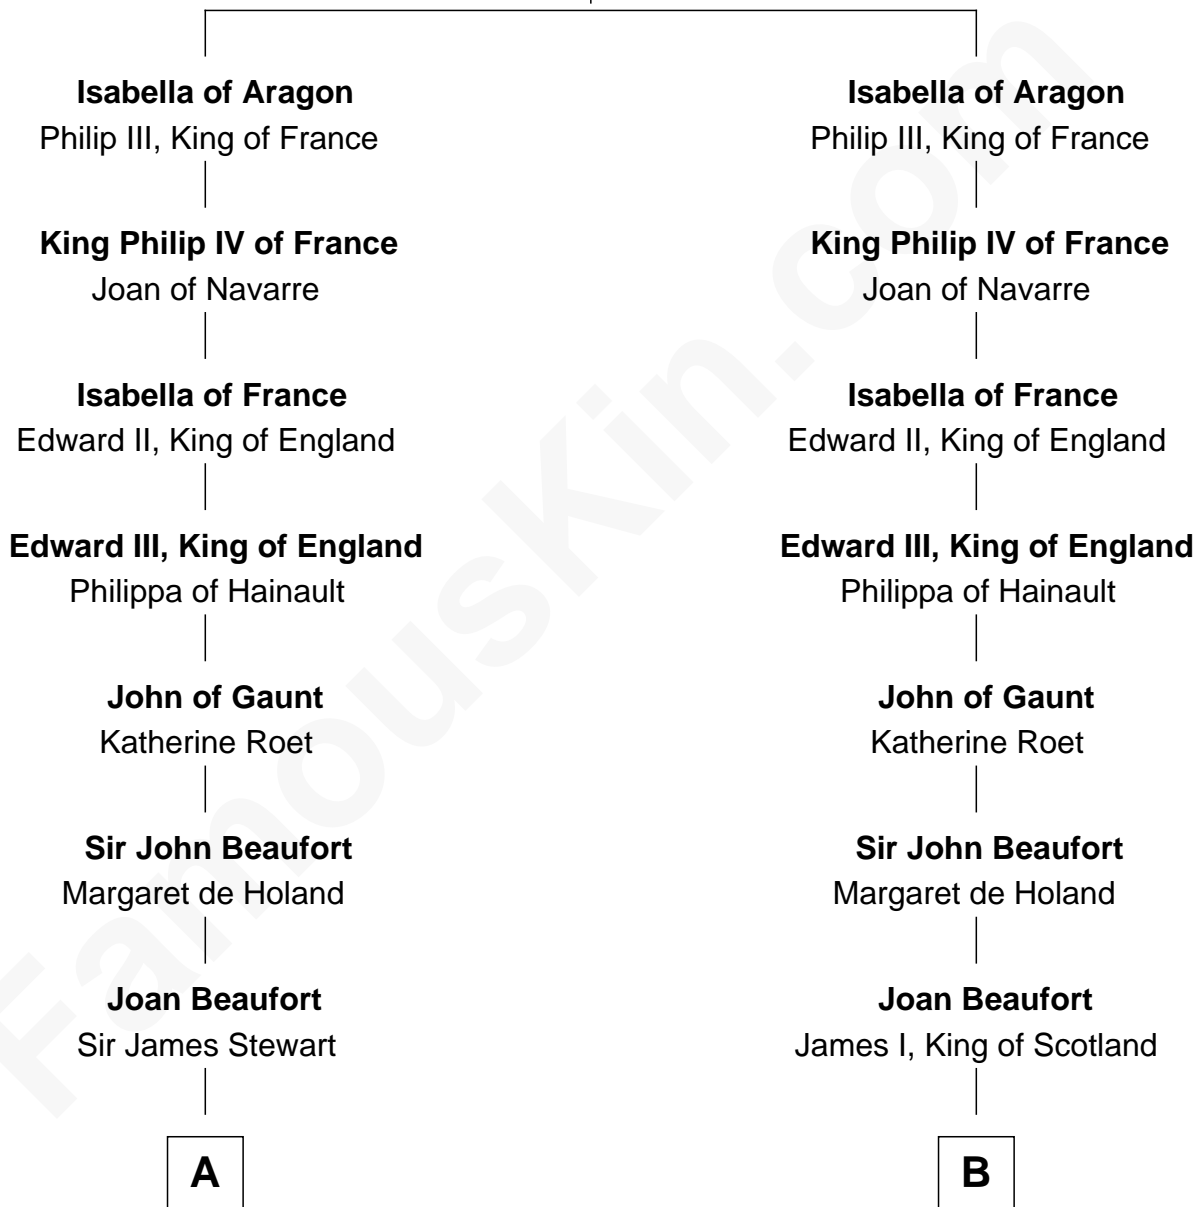 Isabella of Aragon
Philip III, King of France
King Philip IV of France
Joan of Navarre
Isabella of France
Edward II, King of England
Edward III, King of England
Philippa of Hainault
John of Gaunt
Katherine Roet
Sir John Beaufort
Margaret de Holand
Joan Beaufort
Sir James Stewart
A
Isabella of Aragon
Philip III, King of France
King Philip IV of France
Joan of Navarre
Isabella of France
Edward II, King of England
Edward III, King of England
Philippa of Hainault
John of Gaunt
Katherine Roet
Sir John Beaufort
Margaret de Holand
Joan Beaufort
James I, King of Scotland
B
FamousKin.com